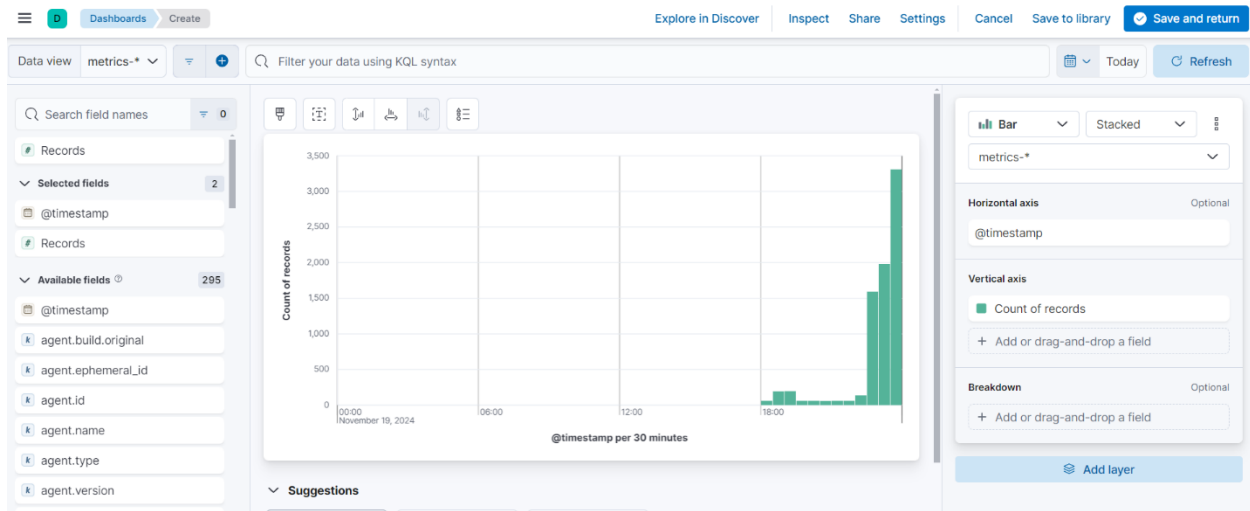 D Dashboards Create Explore in Discover Inspect Share Settings Cancel Save to library Save and return
Data view metrics-* Filter your data using KQL syntax Today Refresh
Search field names 0
Records
Selected fields 2
@timestamp
Records
Available fields 295
@timestamp
agent.build.original
agent.ephemeral_id
agent.id
agent.name
agent.type
agent.version
Count of records
3,500
3,000
2,500
2,000
1,500
1,000
500
0
00:00 06:00 12:00 18:00
November 19, 2024
@timestamp per 30 minutes
Suggestions
Bar Stacked
metrics-*
Horizontal axis Optional
@timestamp
Vertical axis
Count of records
+ Add or drag-and-drop a field
Breakdown Optional
+ Add or drag-and-drop a field
Add layer